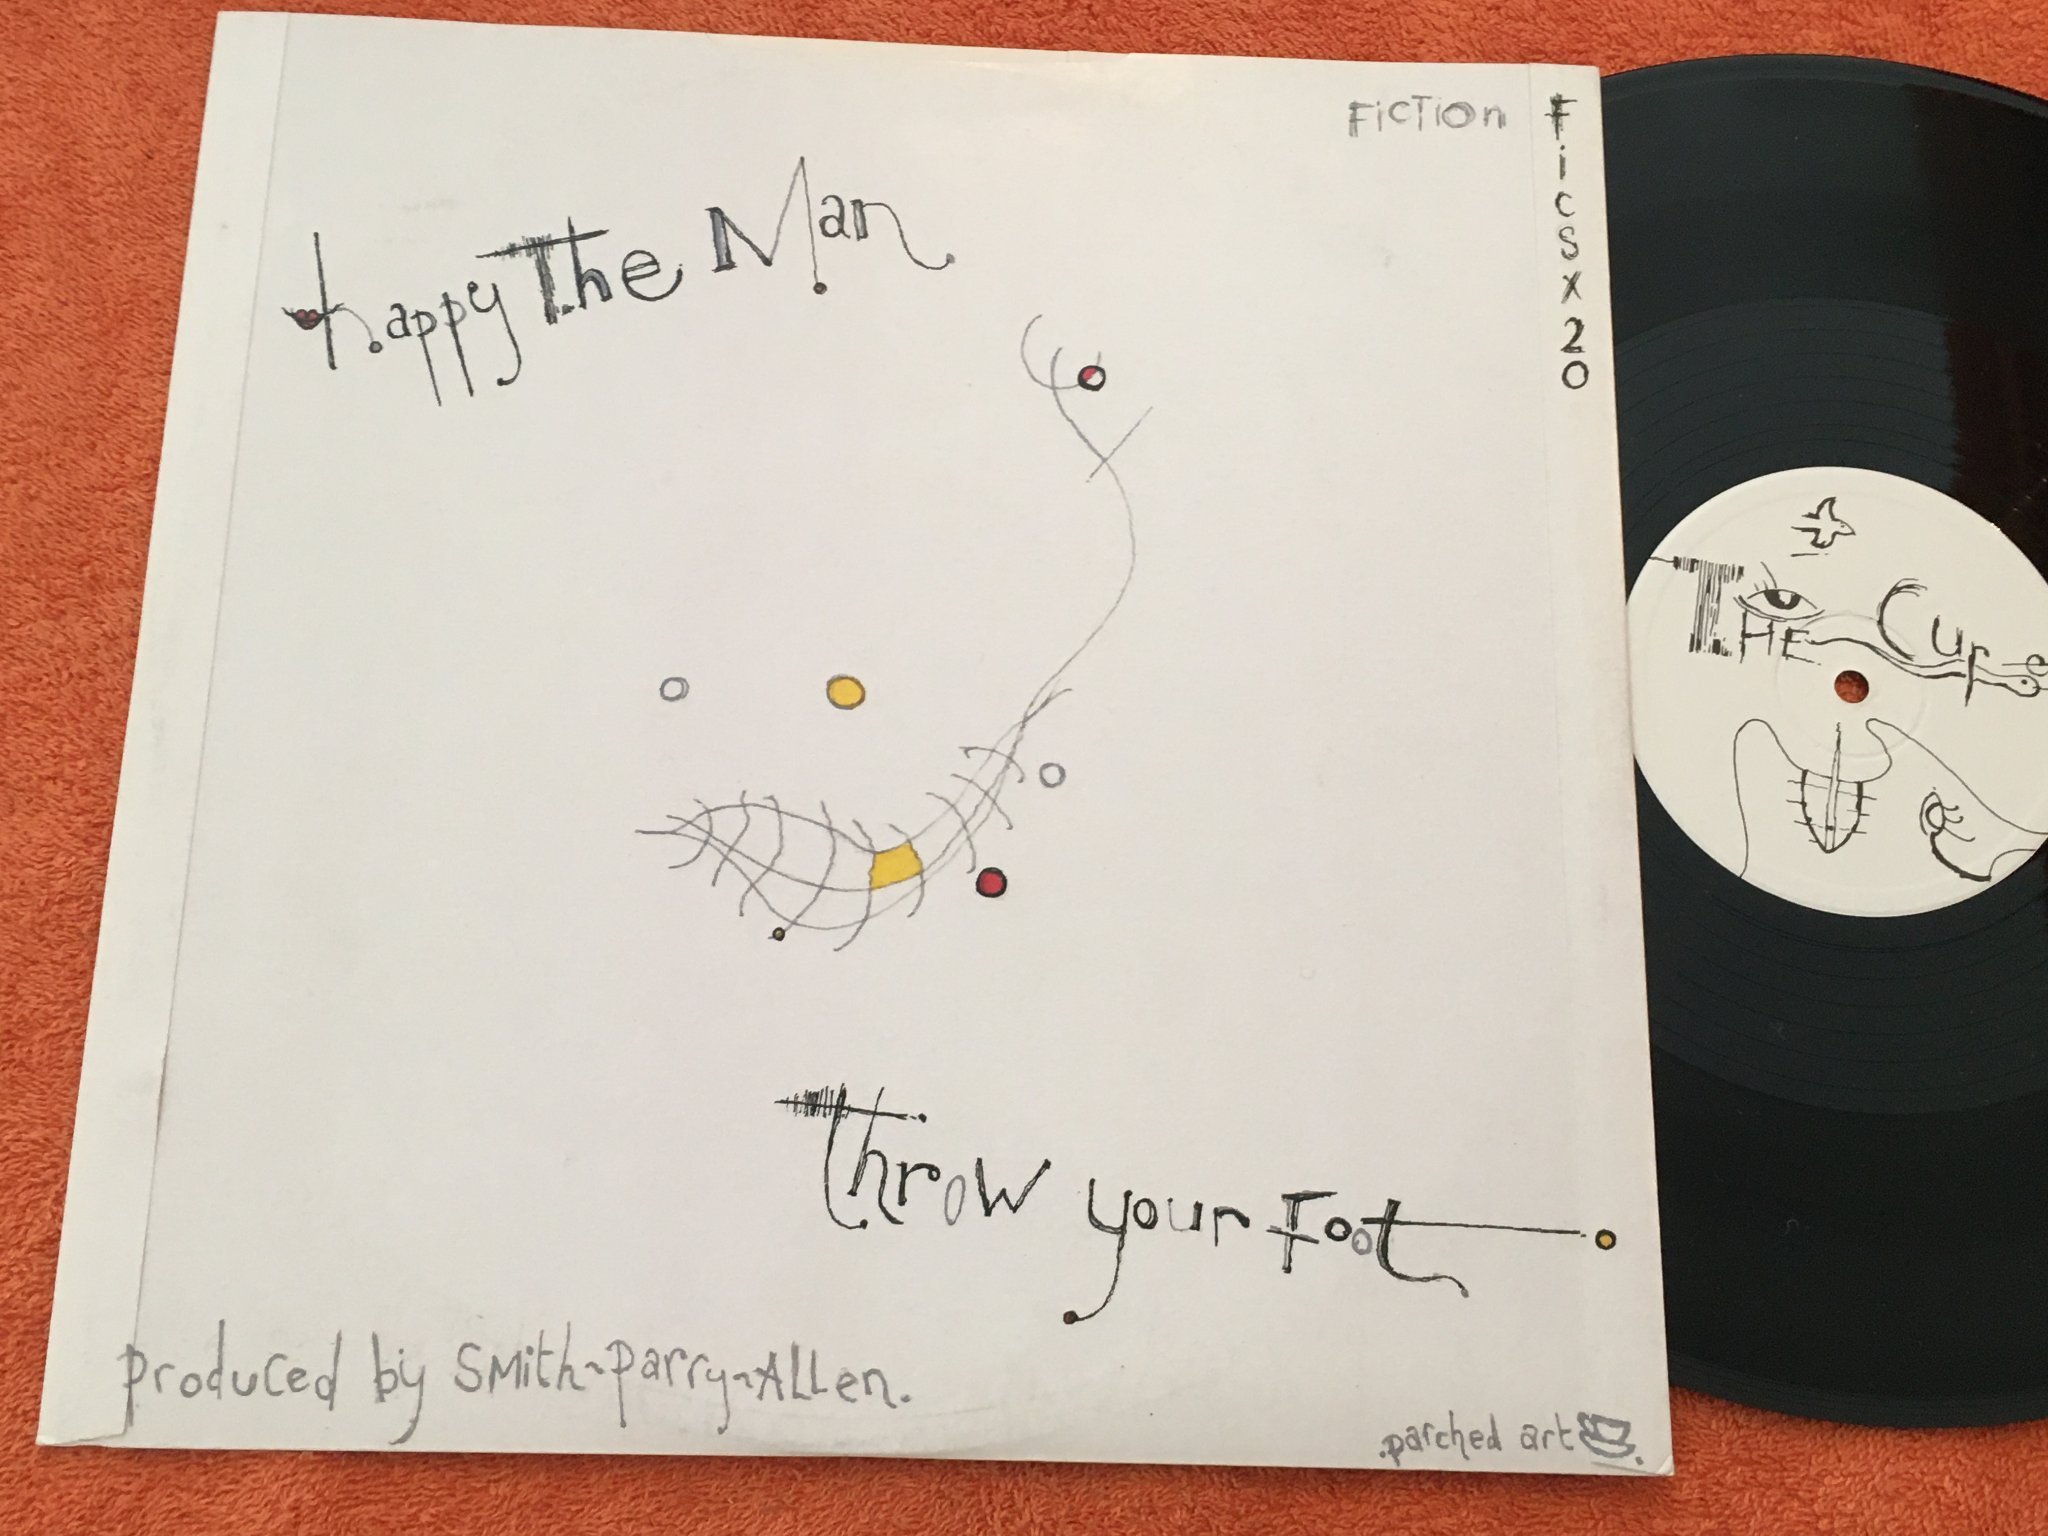 FiCTiOn
FicSX20
happy The Man
The Cure
Throw your Foot
produced by SMith~parry~ALLen.
.parched art